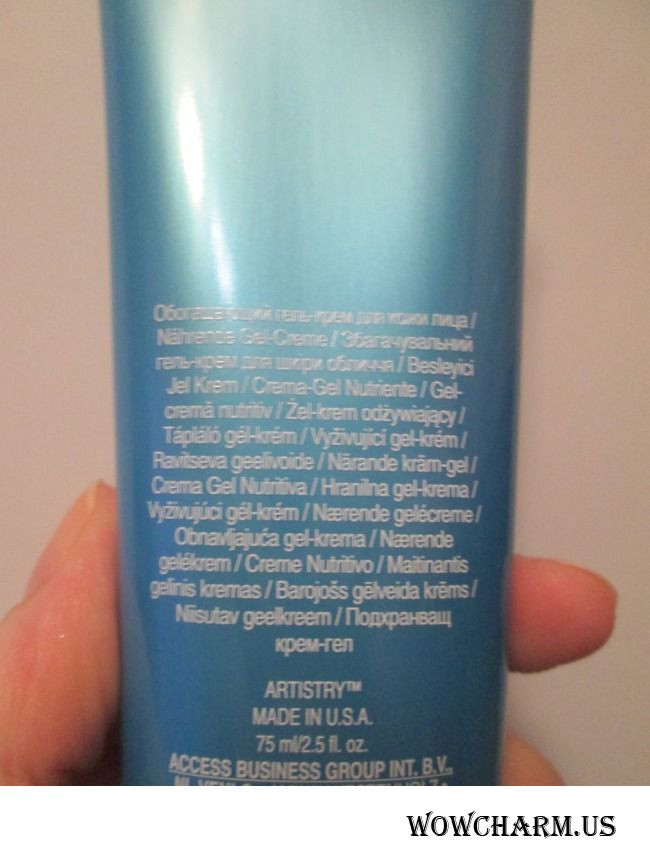 Обогащающий гель-крем для кожи лица /
Nährende Gel-Creme / Збагачувальний
гель-крем для шкіри обличчя / Besleyici
Jel Krem / Crema-Gel Nutriente / Gel-
cremă nutritiv / Żel-krem odżywiający /
Tápláló gél-krém / Vyživující gel-krém /
Ravitseva geelivoide / Närande kräm-gel /
Crema Gel Nutritiva / Hranilna gel-krema /
Vyživujúci gél-krém / Nærende gelécreme /
Obnavljajuća gel-krema / Nærende
gelékrem / Creme Nutritivo / Maitinantis
gelinis kremas / Barojošs gēlveida krēms /
Niisutav geelkreem / Подхранващ
крем-гел
ARTISTRY™
MADE IN U.S.A.
75 ml/2.5 fl. oz.
ACCESS BUSINESS GROUP INT. B.V.,
WOWCHARM.US